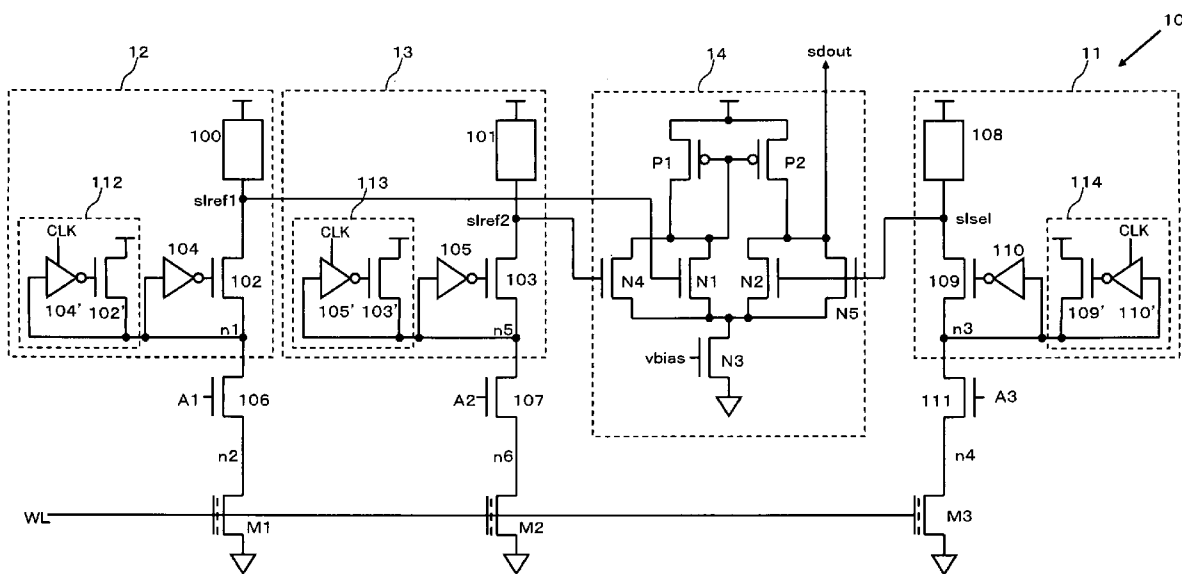 10
12
13
14
sdout
11
100
101
P1
P2
108
112
slref1
113
slref2
slsel
114
CLK
104
102
104'
102'
n1
CLK
105
103
105'
103'
n5
N4
N1
N2
N5
109
110
CLK
109'
110'
n3
vbias
N3
A1
106
A2
107
111
A3
n2
n6
n4
WL
M1
M2
M3